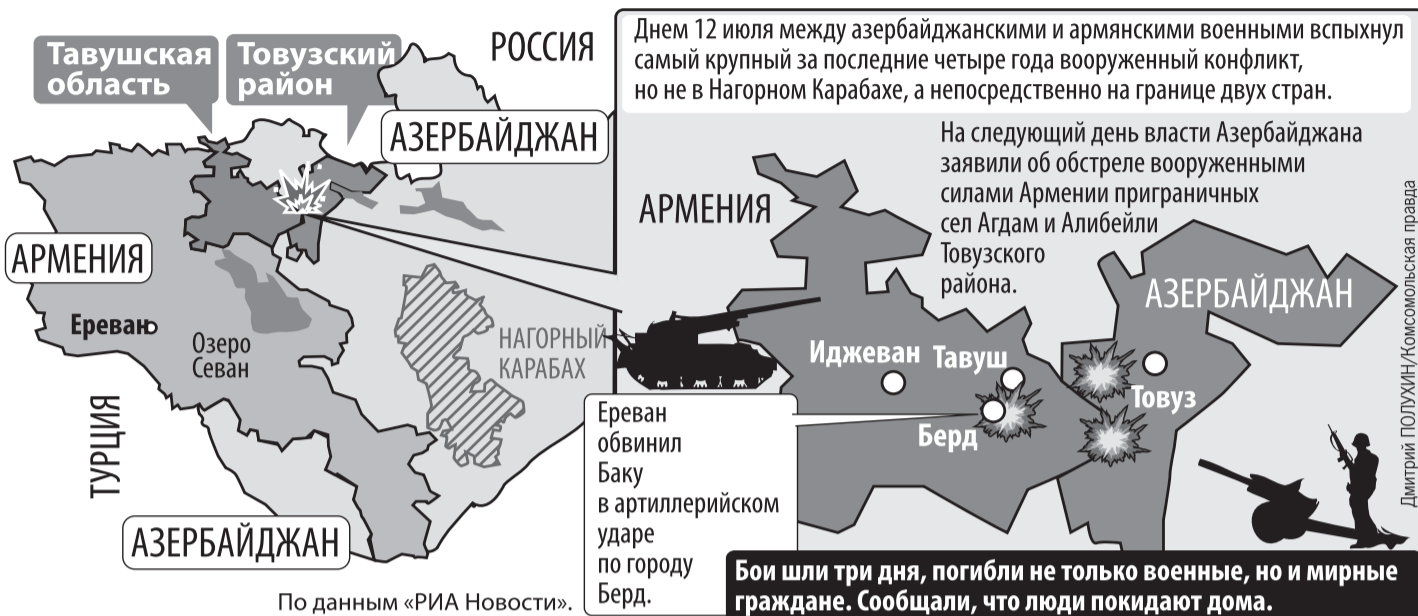 Тавушская
область
Товузский
район
РОССИЯ
АЗЕРБАЙДЖАН
АРМЕНИЯ
Ереван
Озеро
Севан
НАГОРНЫЙ
КАРАБАХ
ТУРЦИЯ
АЗЕРБАЙДЖАН
По данным «РИА Новости».
Днем 12 июля между азербайджанскими и армянскими военными вспыхнул
самый крупный за последние четыре года вооруженный конфликт,
но не в Нагорном Карабахе, а непосредственно на границе двух стран.
На следующий день власти Азербайджана
заявили об обстреле вооруженными
силами Армении приграничных
сел Агдам и Алибейли
Товузского
района.
АРМЕНИЯ
АЗЕРБАЙДЖАН
Иджеван
Тавуш
Товуз
Берд
Ереван
обвинил
Баку
в артиллерийском
ударе
по городу
Берд.
Бои шли три дня, погибли не только военные, но и мирные
граждане. Сообщали, что люди покидают дома.
Дмитрий ПОЛУХИН/Комсомольская правда